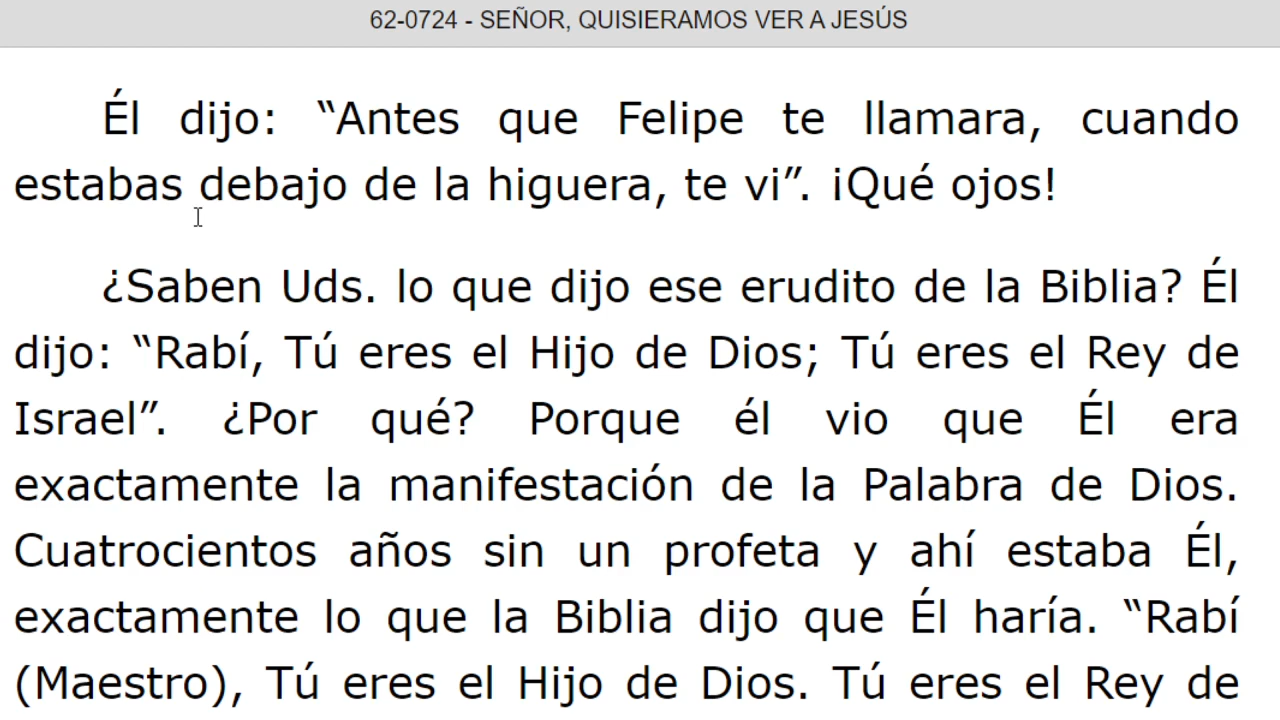 62-0724 - SEÑOR, QUISIERAMOS VER A JESÚS
Él dijo: “Antes que Felipe te llamara, cuando
estabas debajo de la higuera, te vi”. ¡Qué ojos!
¿Saben Uds. lo que dijo ese erudito de la Biblia? Él
dijo: “Rabí, Tú eres el Hijo de Dios; Tú eres el Rey de
Israel”. ¿Por qué? Porque él vio que Él era
exactamente la manifestación de la Palabra de Dios.
Cuatrocientos años sin un profeta y ahí estaba Él,
exactamente lo que la Biblia dijo que Él haría. “Rabí
(Maestro), Tú eres el Hijo de Dios. Tú eres el Rey de